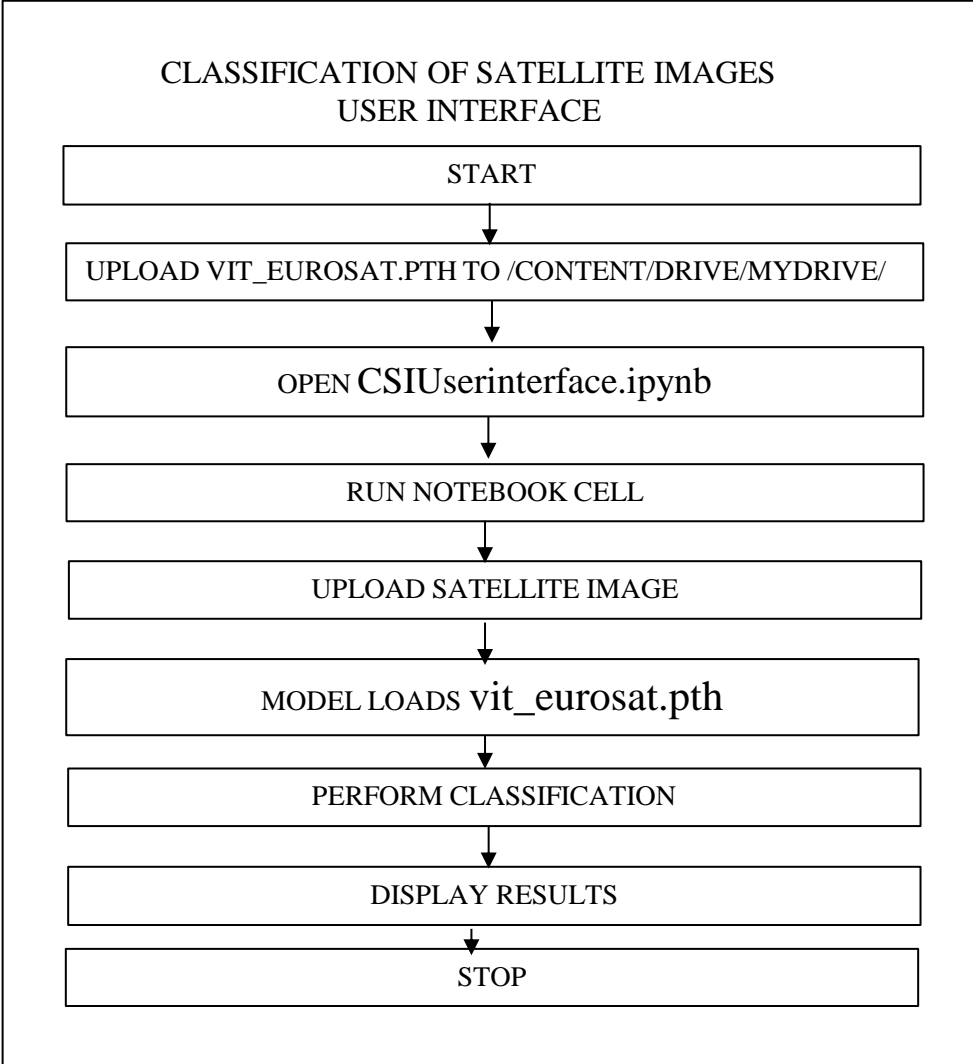 CLASSIFICATION OF SATELLITE IMAGES
USER INTERFACE
START
UPLOAD VIT_EUROSAT.PTH TO /CONTENT/DRIVE/MYDRIVE/
OPEN CSIUserinterface.ipynb
RUN NOTEBOOK CELL
UPLOAD SATELLITE IMAGE
MODEL LOADS vit_eurosat.pth
PERFORM CLASSIFICATION
DISPLAY RESULTS
STOP